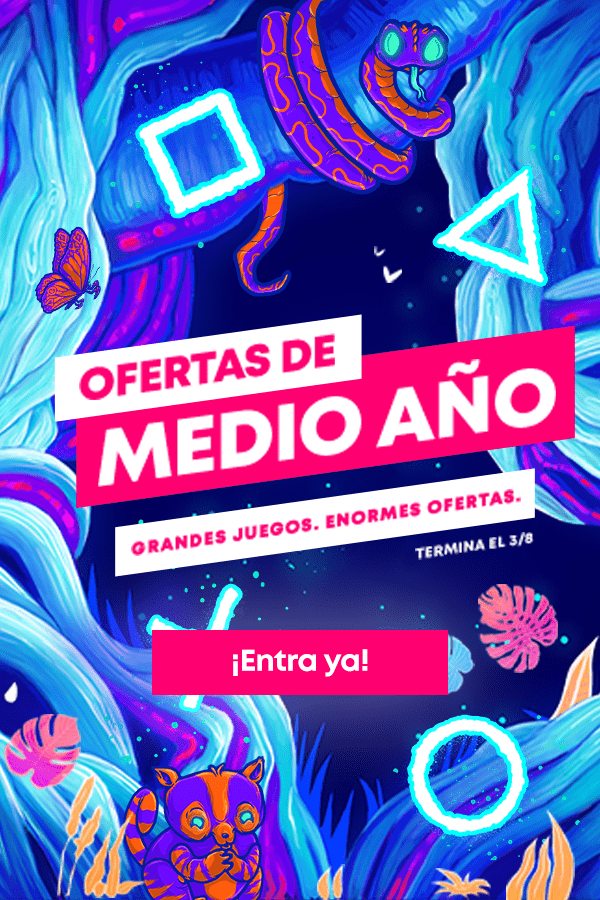 OFERTAS DE
MEDIO AÑO
GRANDES JUEGOS. ENORMES OFERTAS.
TERMINA EL 3/8
¡Entra ya!